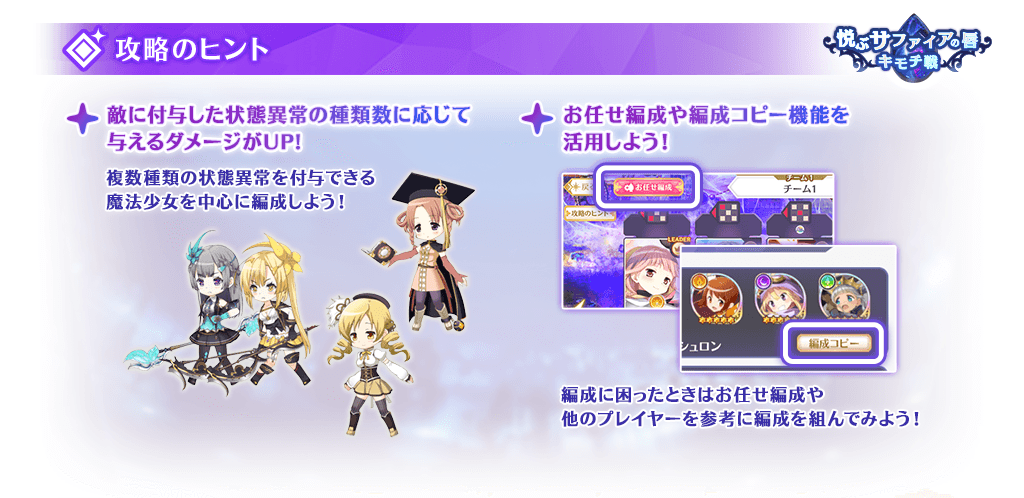 攻略のヒント
悦ぶサファイアの唇
キモチ戦
敵に付与した状態異常の種類数に応じて
与えるダメージがUP!
複数種類の状態異常を付与できる
魔法少女を中心に編成しよう!
お任せ編成や編成コピー機能を
活用しよう!
お任せ編成
チーム1
攻略のヒント
LEADER
シュロン
編成コピー
編成に困ったときはお任せ編成や
他のプレイヤーを参考に編成を組んでみよう!